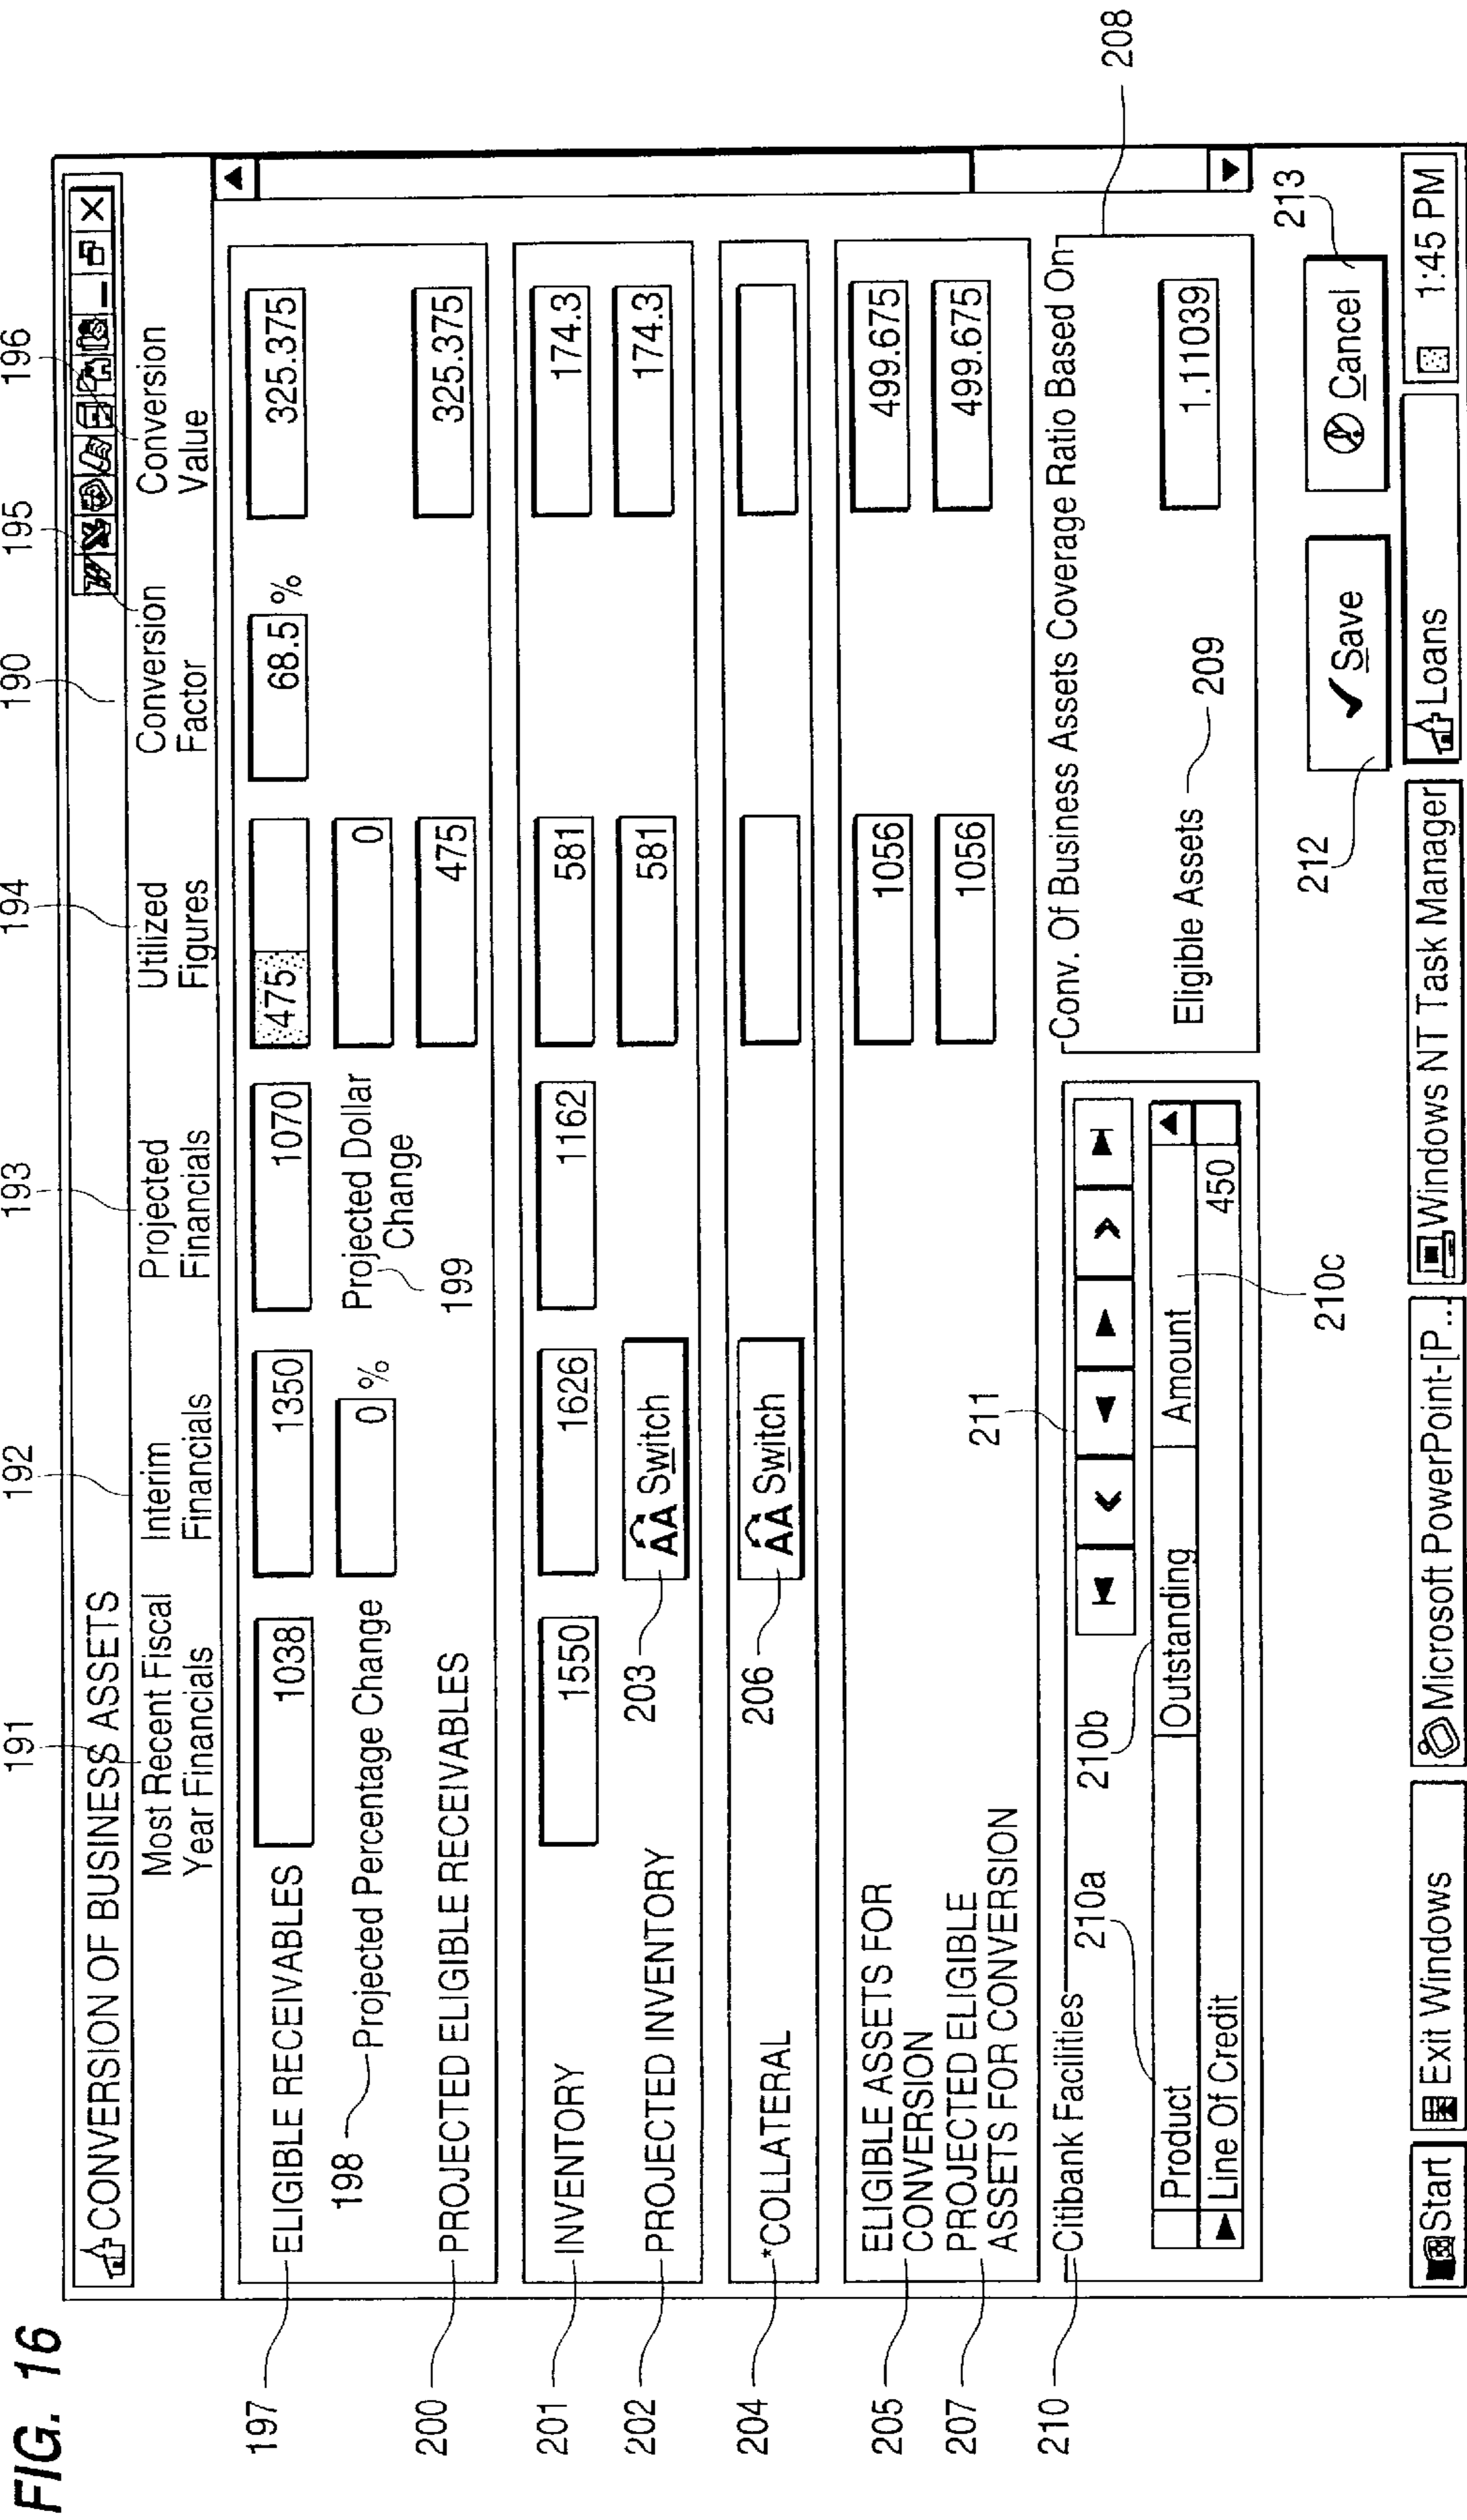 FIG. 16
191 192 193 194 190 195 196
CONVERSION OF BUSINESS ASSETS
Most Recent Fiscal Year Financials
Interim Financials
Projected Financials
Utilized Figures
Conversion Factor
Conversion Value
197 ELIGIBLE RECEIVABLES 1038 1350 1070 475 68.5 % 325.375
198 Projected Percentage Change 0 % Projected Dollar Change 0
199
200 PROJECTED ELIGIBLE RECEIVABLES 475 325.375
201 INVENTORY 1550 1626 1162 581 174.3
202 PROJECTED INVENTORY 203 AA Switch 581 174.3
204 *COLLATERAL 206 AA Switch
205 ELIGIBLE ASSETS FOR CONVERSION 1056 499.675
207 PROJECTED ELIGIBLE ASSETS FOR CONVERSION 1056 499.675
210 Citibank Facilities 210a 210b 211
Product Outstanding Amount
Line Of Credit 450
210c
Conv. Of Business Assets Coverage Ratio Based On 208
Eligible Assets 209 1.11039
212 Save Cancel 213
Start Exit Windows Microsoft PowerPoint-[P... Windows NT Task Manager Loans 1:45 PM